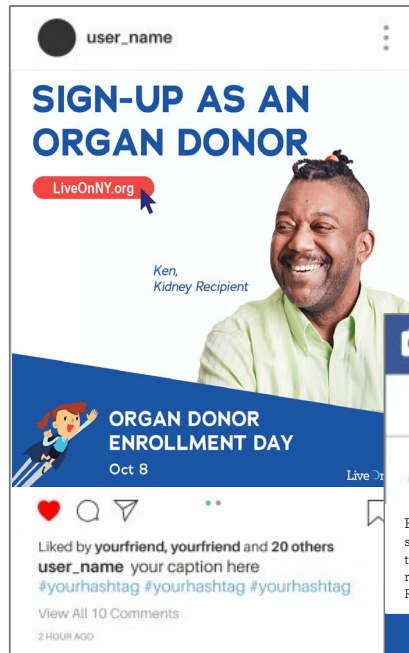 user_name
SIGN-UP AS AN
ORGAN DONOR
LiveOnNY.org
Ken,
Kidney Recipient
ORGAN DONOR
ENROLLMENT DAY
Oct 8
Live
Liked by yourfriend, yourfriend and 20 others
user_name your caption here
#yourhashtag #yourhashtag #yourhashtag
View All 10 Comments
2 HOUR AGO